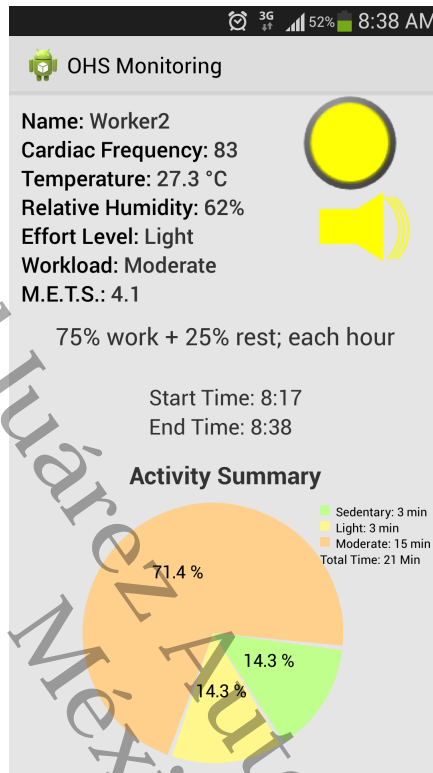 3G 52% 8:38 AM
OHS Monitoring
Name: Worker2
Cardiac Frequency: 83
Temperature: 27.3 °C
Relative Humidity: 62%
Effort Level: Light
Workload: Moderate
M.E.T.S.: 4.1
75% work + 25% rest; each hour
Start Time: 8:17
End Time: 8:38
Activity Summary
Sedentary: 3 min
Light: 3 min
Moderate: 15 min
Total Time: 21 Min
71.4 %
14.3 %
14.3 %
Juárez